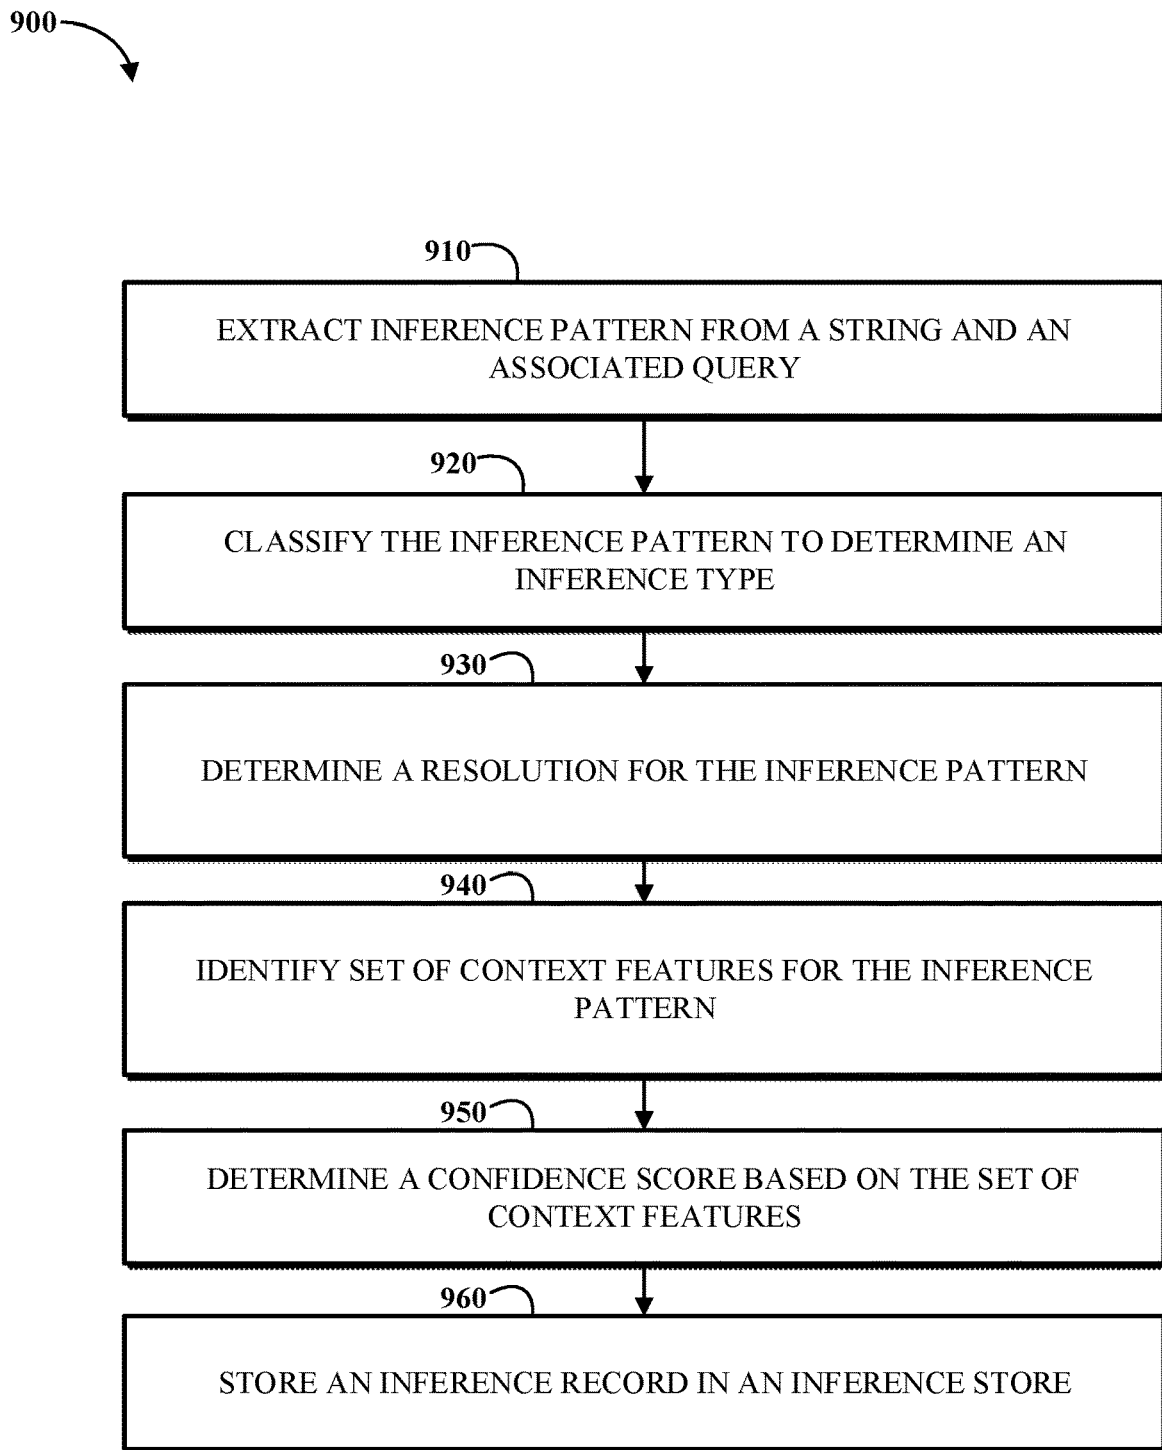 900
910
EXTRACT INFERENCE PATTERN FROM A STRING AND AN
ASSOCIATED QUERY
920
CLASSIFY THE INFERENCE PATTERN TO DETERMINE AN
INFERENCE TYPE
930
DETERMINE A RESOLUTION FOR THE INFERENCE PATTERN
940
IDENTIFY SET OF CONTEXT FEATURES FOR THE INFERENCE
PATTERN
950
DETERMINE A CONFIDENCE SCORE BASED ON THE SET OF
CONTEXT FEATURES
960
STORE AN INFERENCE RECORD IN AN INFERENCE STORE